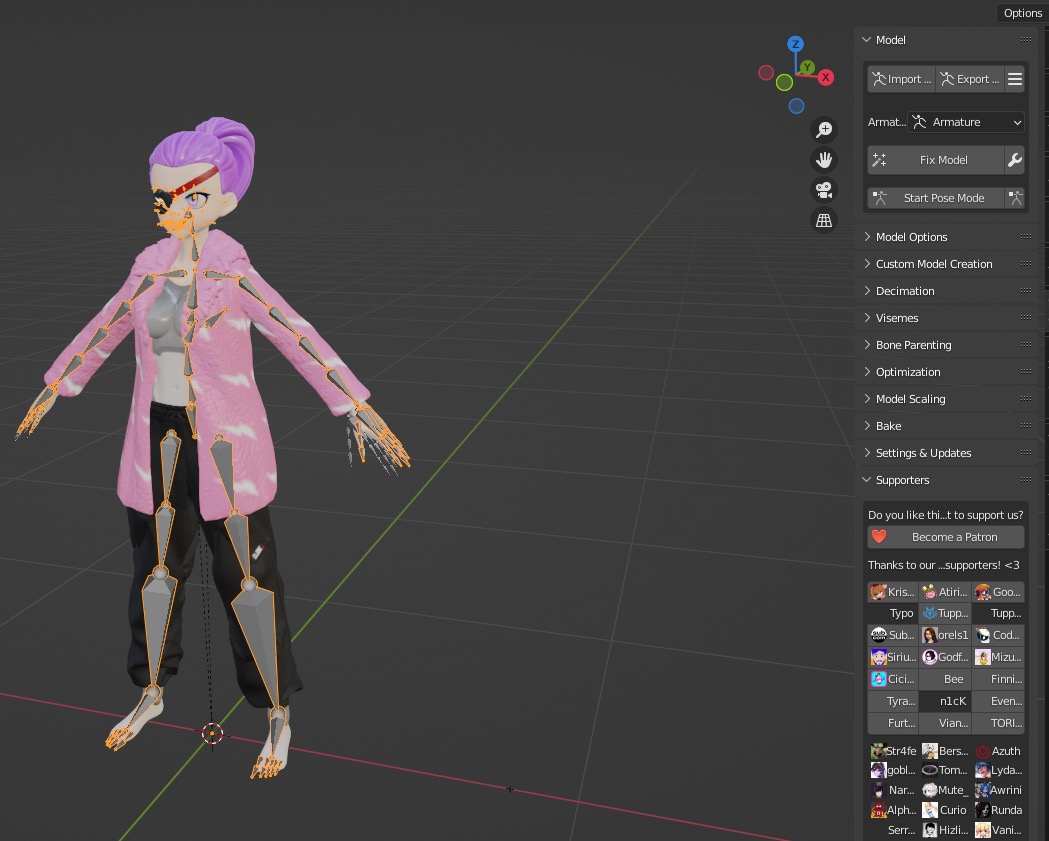 Options
Model
Import ... Export ...
Armat... Armature
Fix Model
Start Pose Mode
Model Options
Custom Model Creation
Decimation
Visemes
Bone Parenting
Optimization
Model Scaling
Bake
Settings & Updates
Supporters
Do you like thi...t to support us?
Become a Patron
Thanks to our ...supporters! <3
Kris... Atiri... Goo...
Typo Tupp... Tupp...
Sub... orels1 Cod...
Siriu... Godf... Mizu...
Cici... Bee Finni...
Tyra... n1cK Even...
Furt... Vian... TORI...
Str4fe Bers... Azuth
gobl... Tom... Lyda...
Nar... Mute_ Awrini
Alph... Curio Runda
Serr... Hizli... Vani...
Z
Y
X